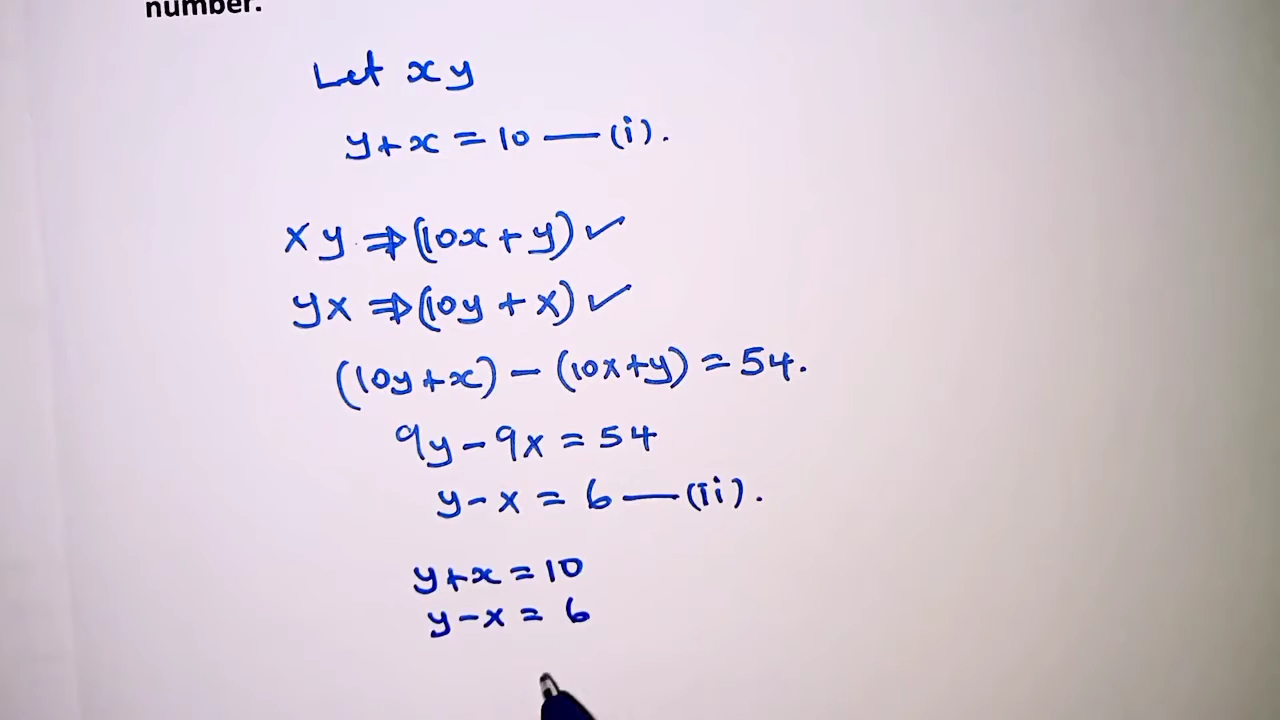 number.
Let xy
y+x = 10 — (i).
xy ⇒ (10x + y) ✓
yx ⇒ (10y + x) ✓
(10y + x) - (10x+y) = 54.
9y - 9x = 54
y - x = 6 — (ii).
y+x = 10
y-x = 6